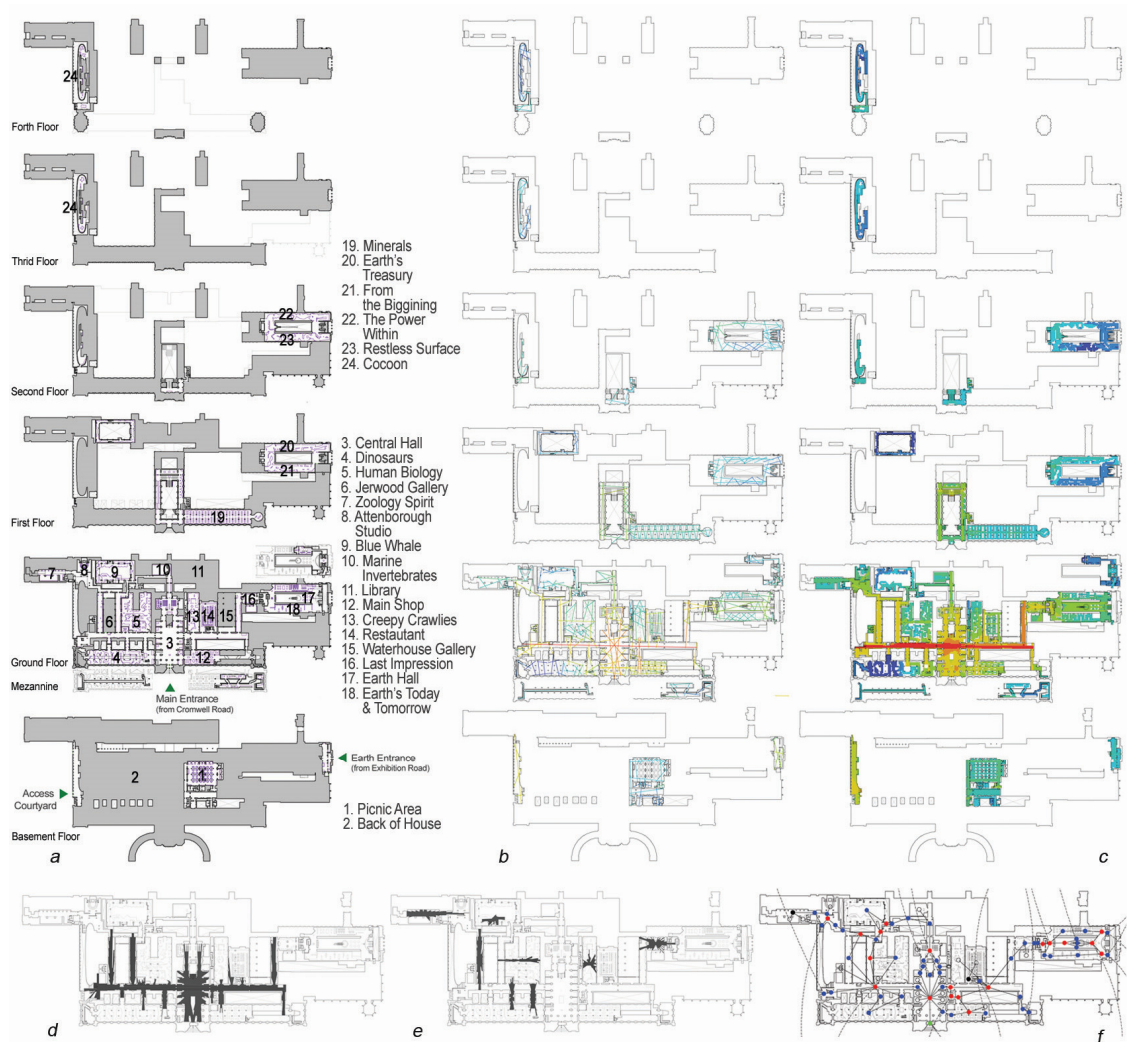 24
Forth Floor
24
Thrid Floor
22
23
Second Floor
19. Minerals
20. Earth's
Treasury
21. From
the Biggining
22. The Power
Within
23. Restless Surface
24. Cocoon
20
21
19
First Floor
3. Central Hall
4. Dinosaurs
5. Human Biology
6. Jerwood Gallery
7. Zoology Spirit
8. Attenborough
Studio
9. Blue Whale
10. Marine
Invertebrates
11. Library
12. Main Shop
13. Creepy Crawlies
14. Restautant
15. Waterhouse Gallery
16. Last Impression
17. Earth Hall
18. Earth's Today
& Tomorrow
7
8
9
10
11
16
17
18
6
5
13
14
15
3
4
12
Ground Floor
Mezannine
Main Entrance
(from Cromwell Road)
2
1
Earth Entrance
(from Exhibition Road)
Access
Courtyard
1. Picnic Area
2. Back of House
Basement Floor
a
b
c
d
e
f